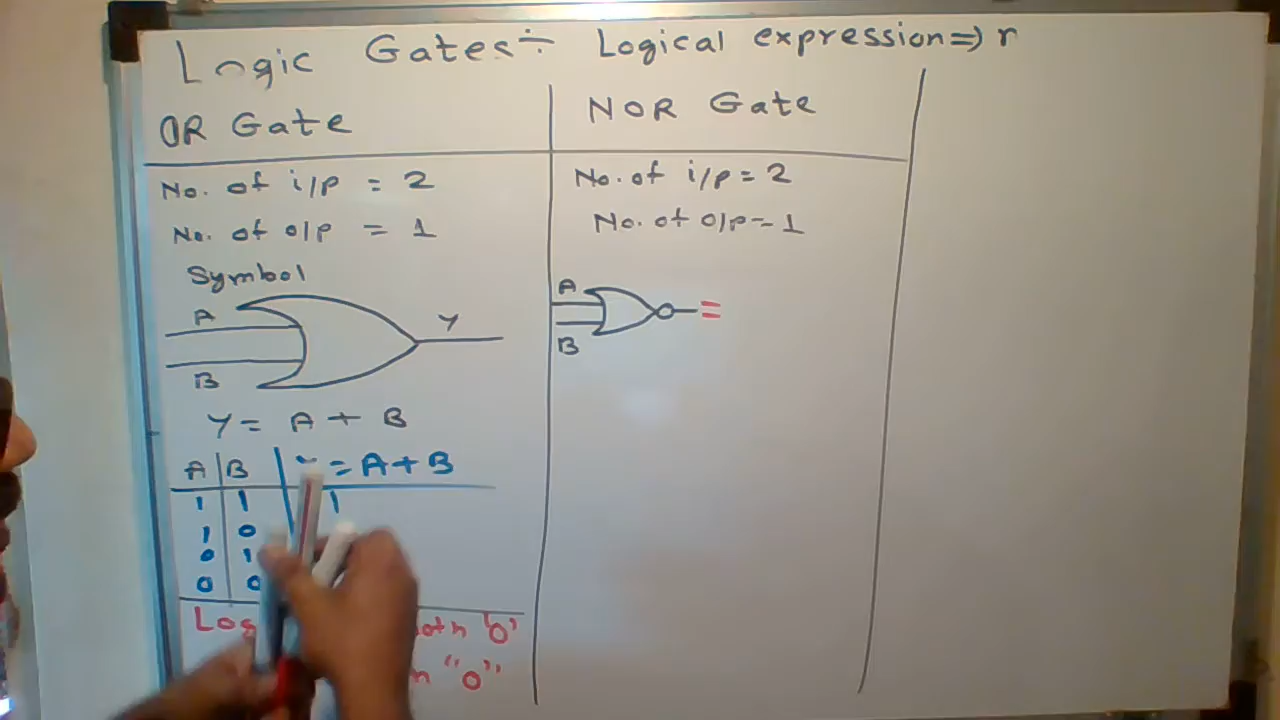 Logic Gates ÷ Logical expression => r
OR Gate
No. of i/p = 2
No. of o/p = 1
Symbol
A
Y
B
Y = A + B
A B = A + B
1 1 1
1 0
0 1
0 0
'0'
"0"
NOR Gate
No. of i/p = 2
No. of o/p = 1
A
=
B